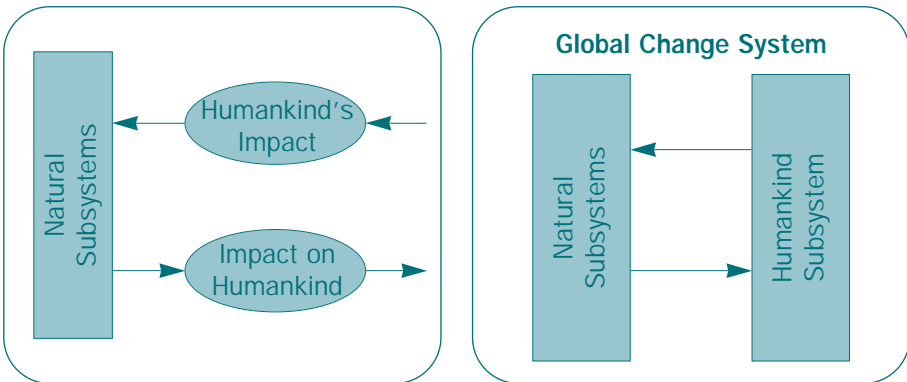 Natural
Subsystems
Humankind's
Impact
Impact on
Humankind
Global Change System
Natural
Subsystems
Humankind
Subsystem